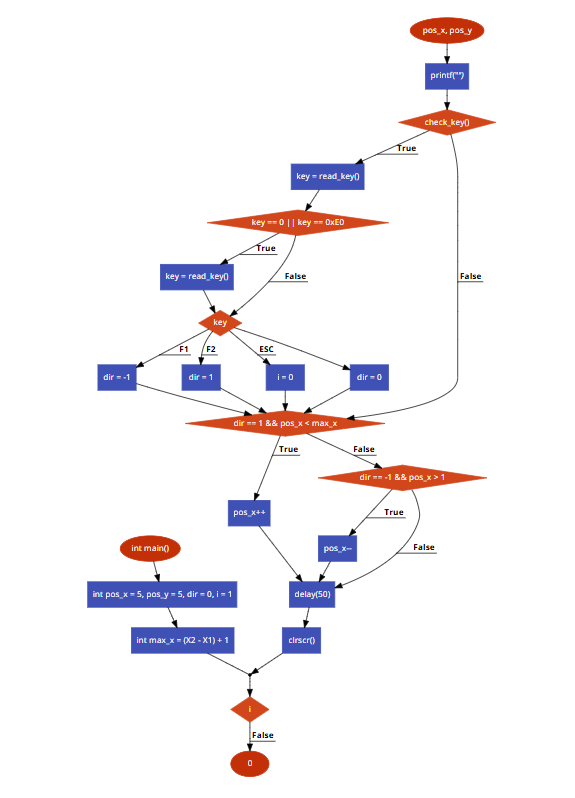 pos_x, pos_y
printf("")
check_key()
True
key = read_key()
key == 0 || key == 0xE0
True
key = read_key()
False
False
key
F1
F2
ESC
dir = -1
dir = 1
i = 0
dir = 0
dir == 1 && pos_x < max_x
True
False
dir == -1 && pos_x > 1
pos_x++
True
int main()
pos_x--
False
int pos_x = 5, pos_y = 5, dir = 0, i = 1
delay(50)
int max_x = (X2 - X1) + 1
clrscr()
i
False
0